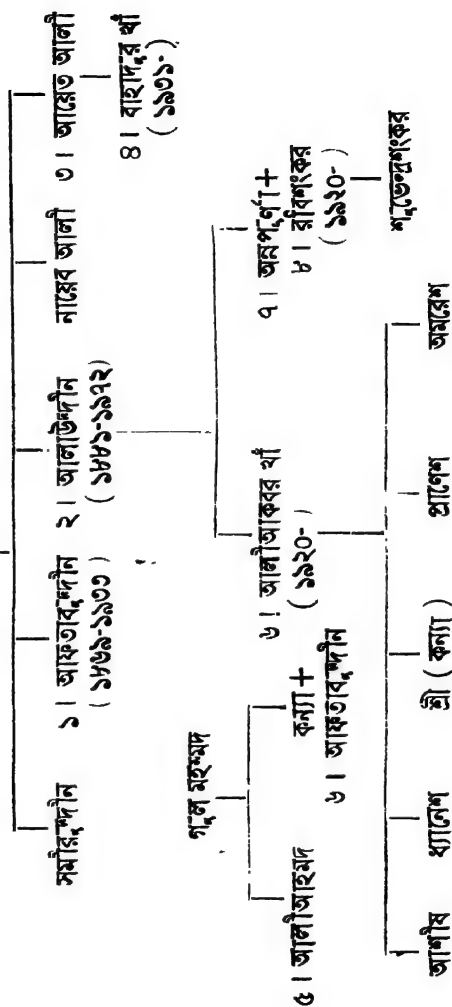 সমীরুদ্দীন ১। আফতাবুদ্দীন ২। আলাউদ্দীন নায়েব আলী ৩। আয়েত আলী
(১৮৬৯-১৯৩৩) (১৮৮১-১৯৭২)
৪। বাহাদুর খাঁ
(১৯৩১-
গুল মহম্মদ
৬। আলীআকবর খাঁ ৭। অন্নপূর্ণা+
(১৯২০- ৮। রবিশংকর
(১৯২০-
৫। আলীআহমদ কন্যা+
৬। আফতাবুদ্দীন
শুভেন্দ্রশংকর
আশীষ ধ্যানেশ শ্রী (কন্যা) প্রাণেশ অমরেশ